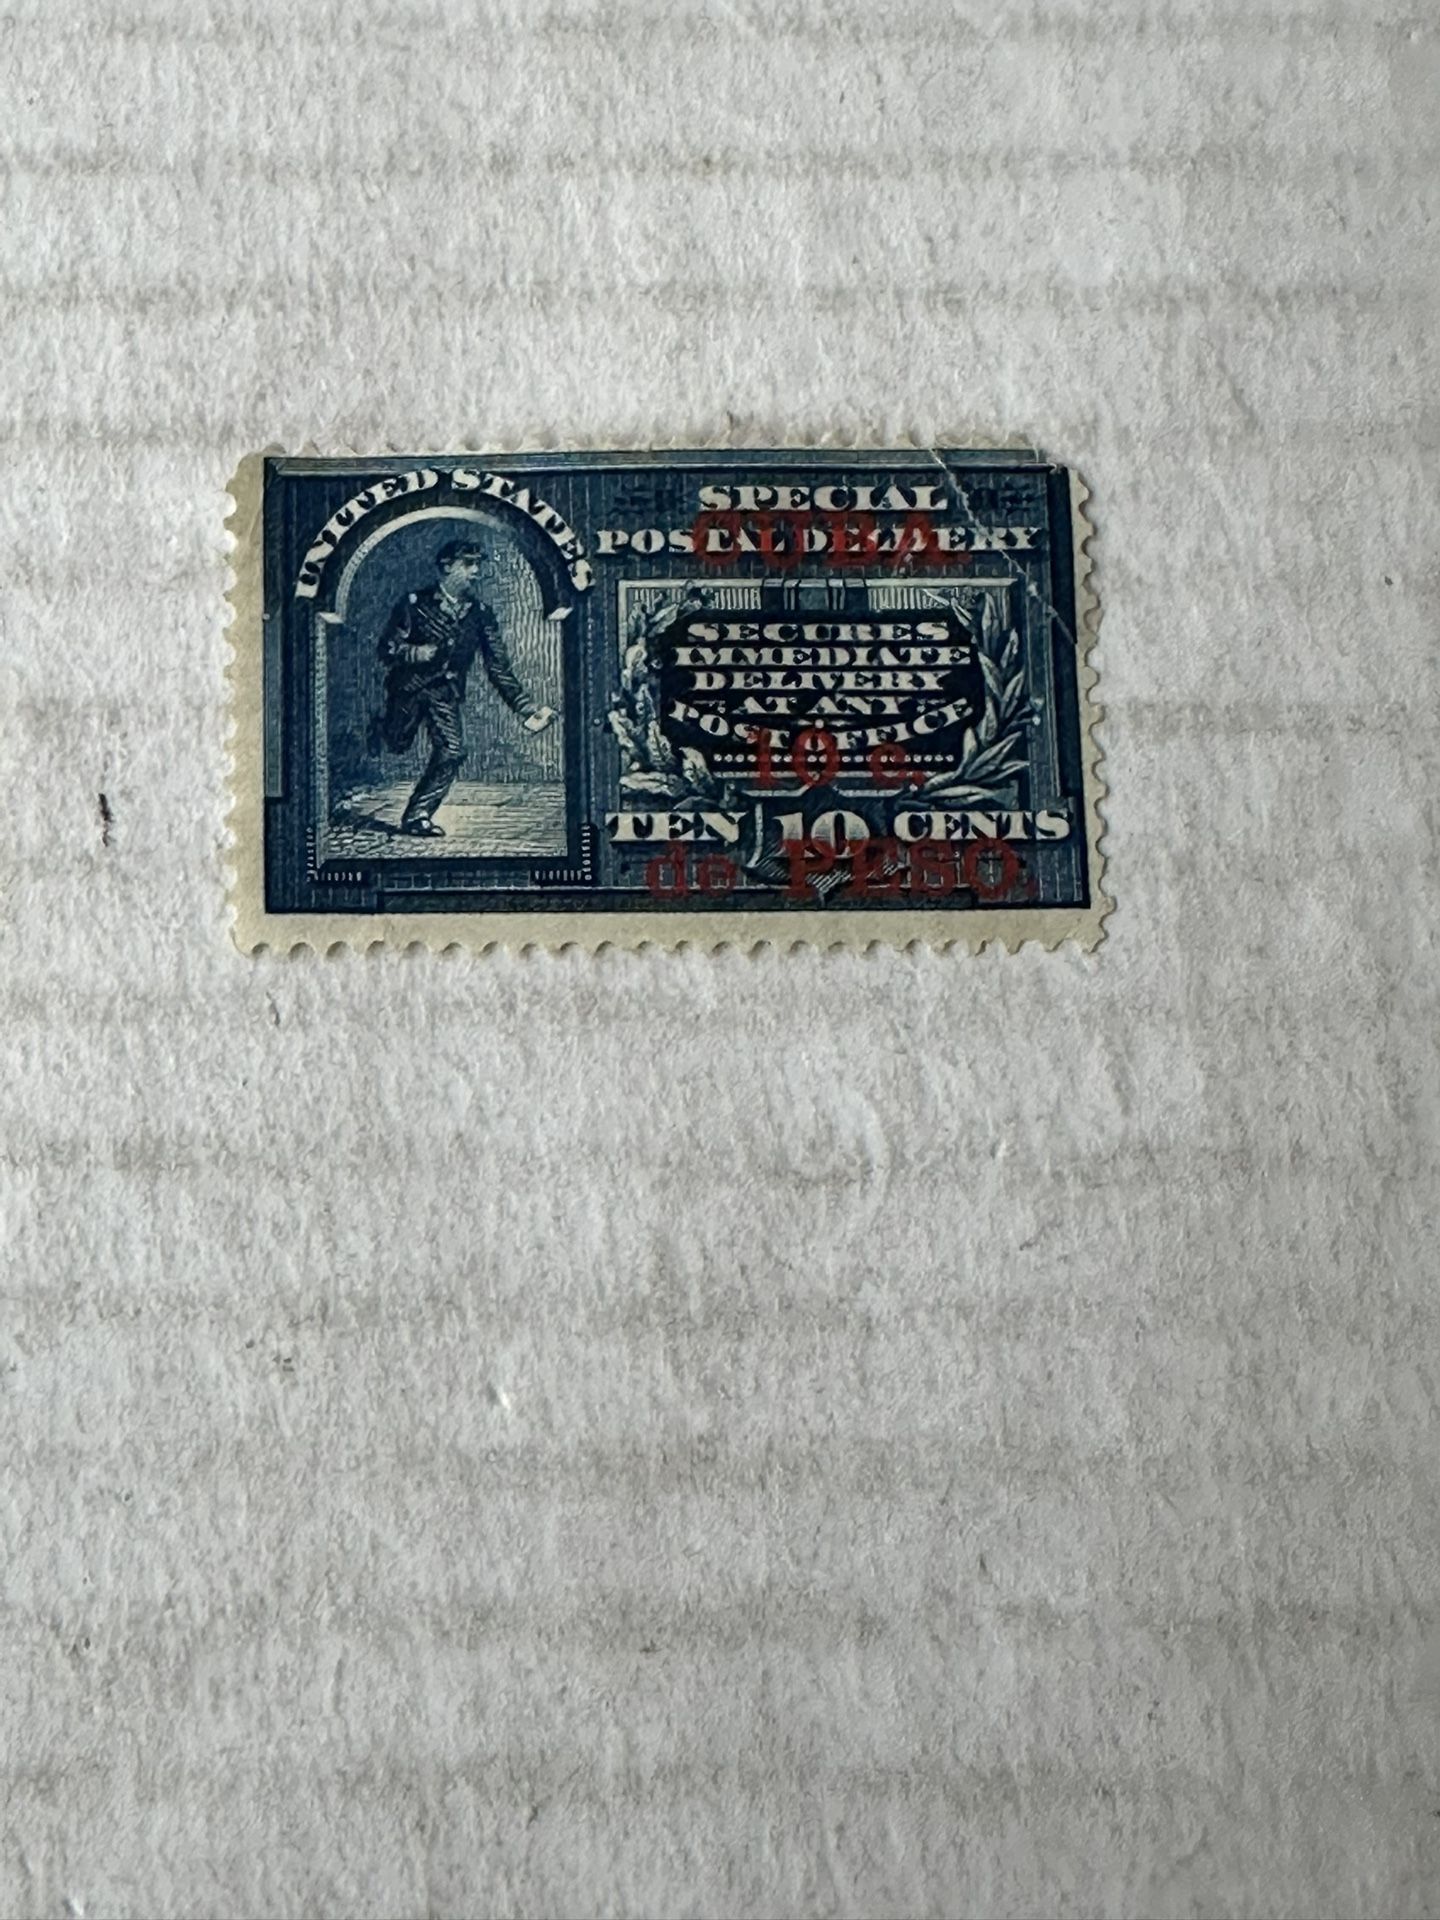 UNITED STATES
SPECIAL
POSTAL DELIVERY
CUBA
SECURES
IMMEDIATE
DELIVERY
AT ANY
POST OFFICE
10 c.
TEN 10 CENTS
de PESO.